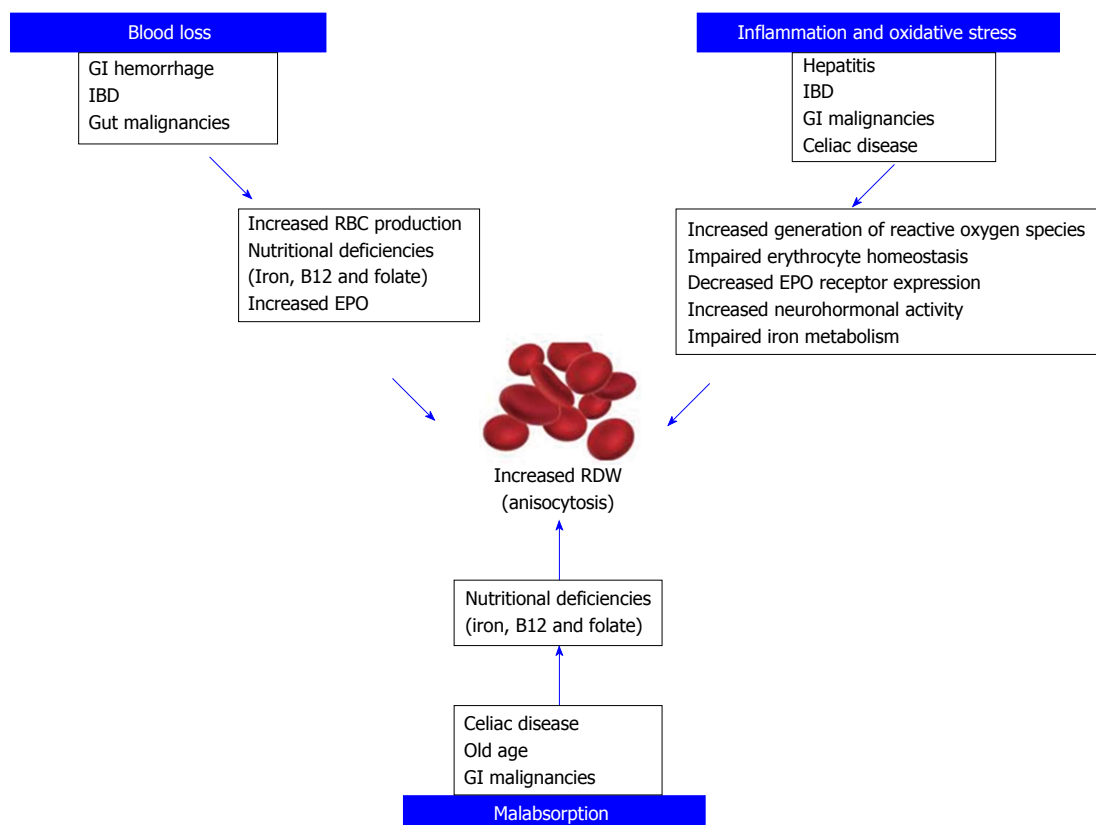 Blood loss
GI hemorrhage
IBD
Gut malignancies
Increased RBC production
Nutritional deficiencies
(Iron, B12 and folate)
Increased EPO
Inflammation and oxidative stress
Hepatitis
IBD
GI malignancies
Celiac disease
Increased generation of reactive oxygen species
Impaired erythrocyte homeostasis
Decreased EPO receptor expression
Increased neurohormonal activity
Impaired iron metabolism
Increased RDW
(anisocytosis)
Nutritional deficiencies
(iron, B12 and folate)
Celiac disease
Old age
GI malignancies
Malabsorption